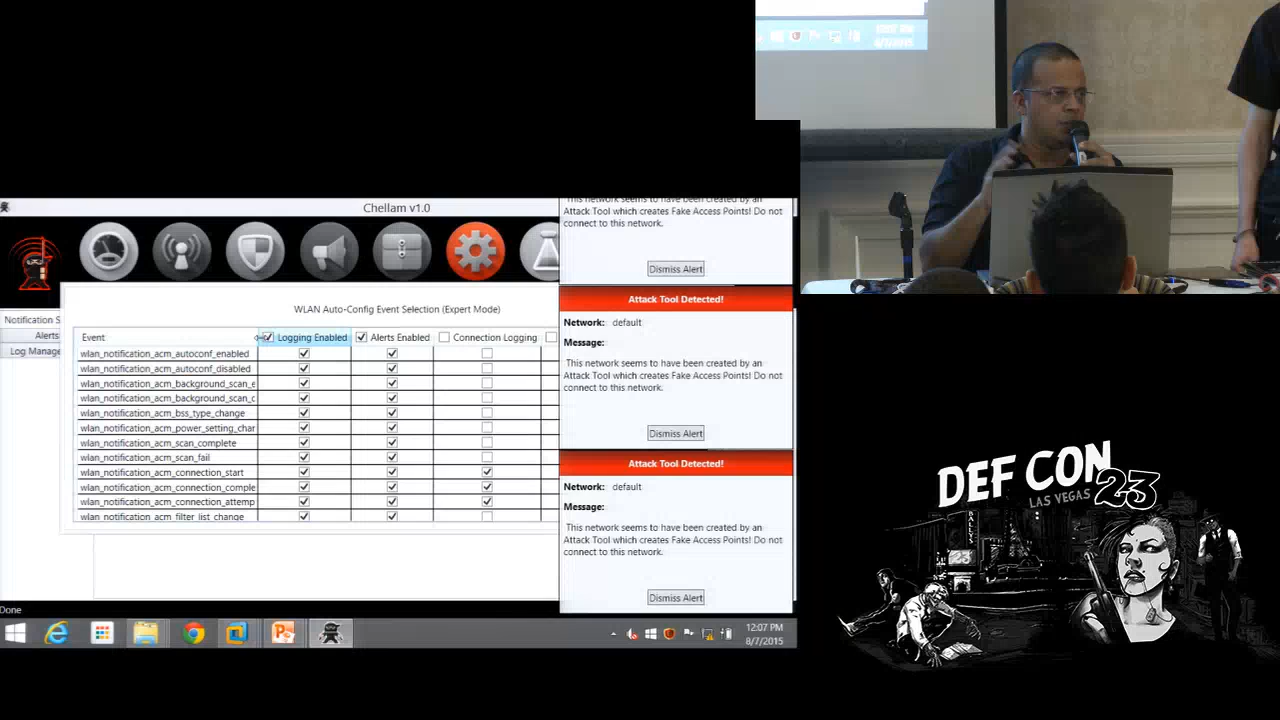 8/7/2015
Chellam v1.0
This network seems to have been created by an
Attack Tool which creates Fake Access Points! Do not
connect to this network.
Dismiss Alert
Notification S
Alerts
Log Manage
WLAN Auto-Config Event Selection (Expert Mode)
Event
Logging Enabled
Alerts Enabled
Connection Logging
wlan_notification_acm_autoconf_enabled
wlan_notification_acm_autoconf_disabled
wlan_notification_acm_background_scan_e
wlan_notification_acm_background_scan_c
wlan_notification_acm_bss_type_change
wlan_notification_acm_power_setting_char
wlan_notification_acm_scan_complete
wlan_notification_acm_scan_fail
wlan_notification_acm_connection_start
wlan_notification_acm_connection_comple
wlan_notification_acm_connection_attemp
wlan_notification_acm_filter_list_change
Attack Tool Detected!
Network: default
Message:
This network seems to have been created by an
Attack Tool which creates Fake Access Points! Do not
connect to this network.
Dismiss Alert
Attack Tool Detected!
Network: default
Message:
This network seems to have been created by an
Attack Tool which creates Fake Access Points! Do not
connect to this network.
Dismiss Alert
Done
12:07 PM
8/7/2015
DEF CON
LAS VEGAS 23
BALLYS
23